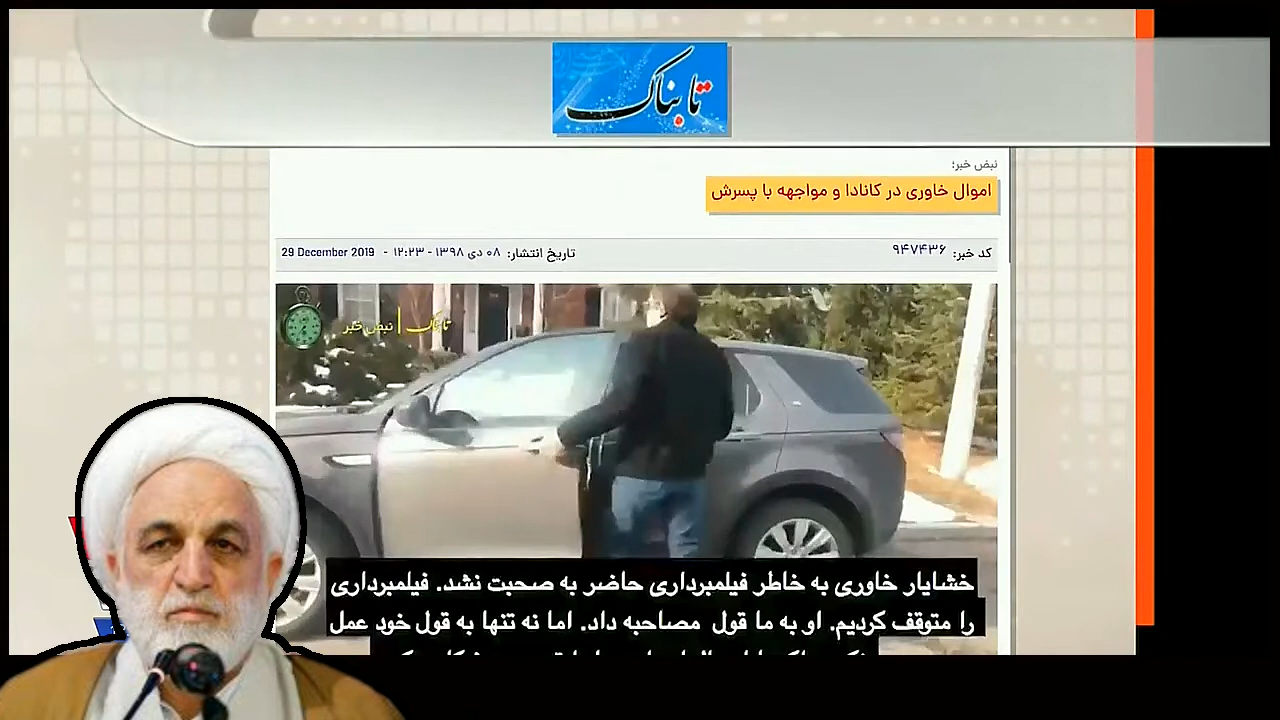 تابناک
نبض خبر؛
اموال خاوری در کانادا و مواجهه با پسرش
کد خبر: ۹۴۷۴۳۶
تاریخ انتشار: ۰۸ دی ۱۳۹۸ - ۱۲:۲۳ - 29 December 2019
تابناک | نبض خبر
خشایار خاوری به خاطر فیلمبرداری حاضر به صحبت نشد. فیلمبرداری
را متوقف کردیم. او به ما قول مصاحبه داد. اما نه تنها به قول خود عمل